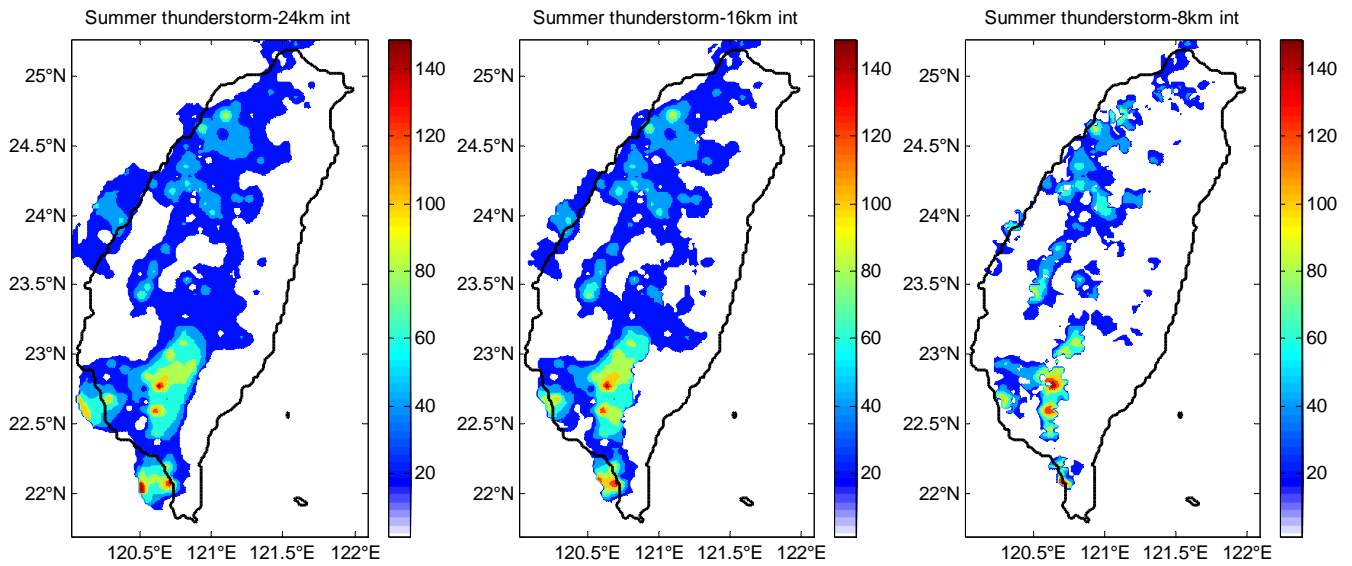 Summer thunderstorm-24km int
25°N
24.5°N
24°N
23.5°N
23°N
22.5°N
22°N
120.5°E 121°E 121.5°E 122°E
140
120
100
80
60
40
20
Summer thunderstorm-16km int
25°N
24.5°N
24°N
23.5°N
23°N
22.5°N
22°N
120.5°E 121°E 121.5°E 122°E
140
120
100
80
60
40
20
Summer thunderstorm-8km int
25°N
24.5°N
24°N
23.5°N
23°N
22.5°N
22°N
120.5°E 121°E 121.5°E 122°E
140
120
100
80
60
40
20